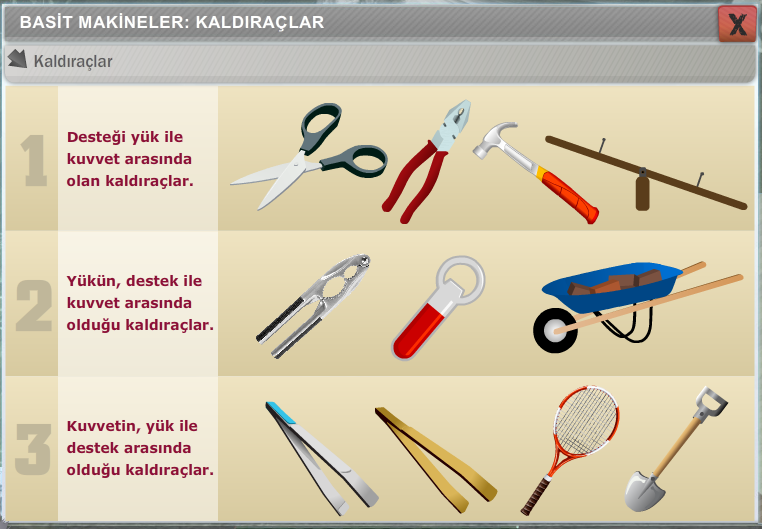 BASİT MAKİNELER: KALDIRAÇLAR
X
Kaldıraçlar
1
Desteği yük ile
kuvvet arasında
olan kaldıraçlar.
2
Yükün, destek ile
kuvvet arasında
olduğu kaldıraçlar.
3
Kuvvetin, yük ile
destek arasında
olduğu kaldıraçlar.